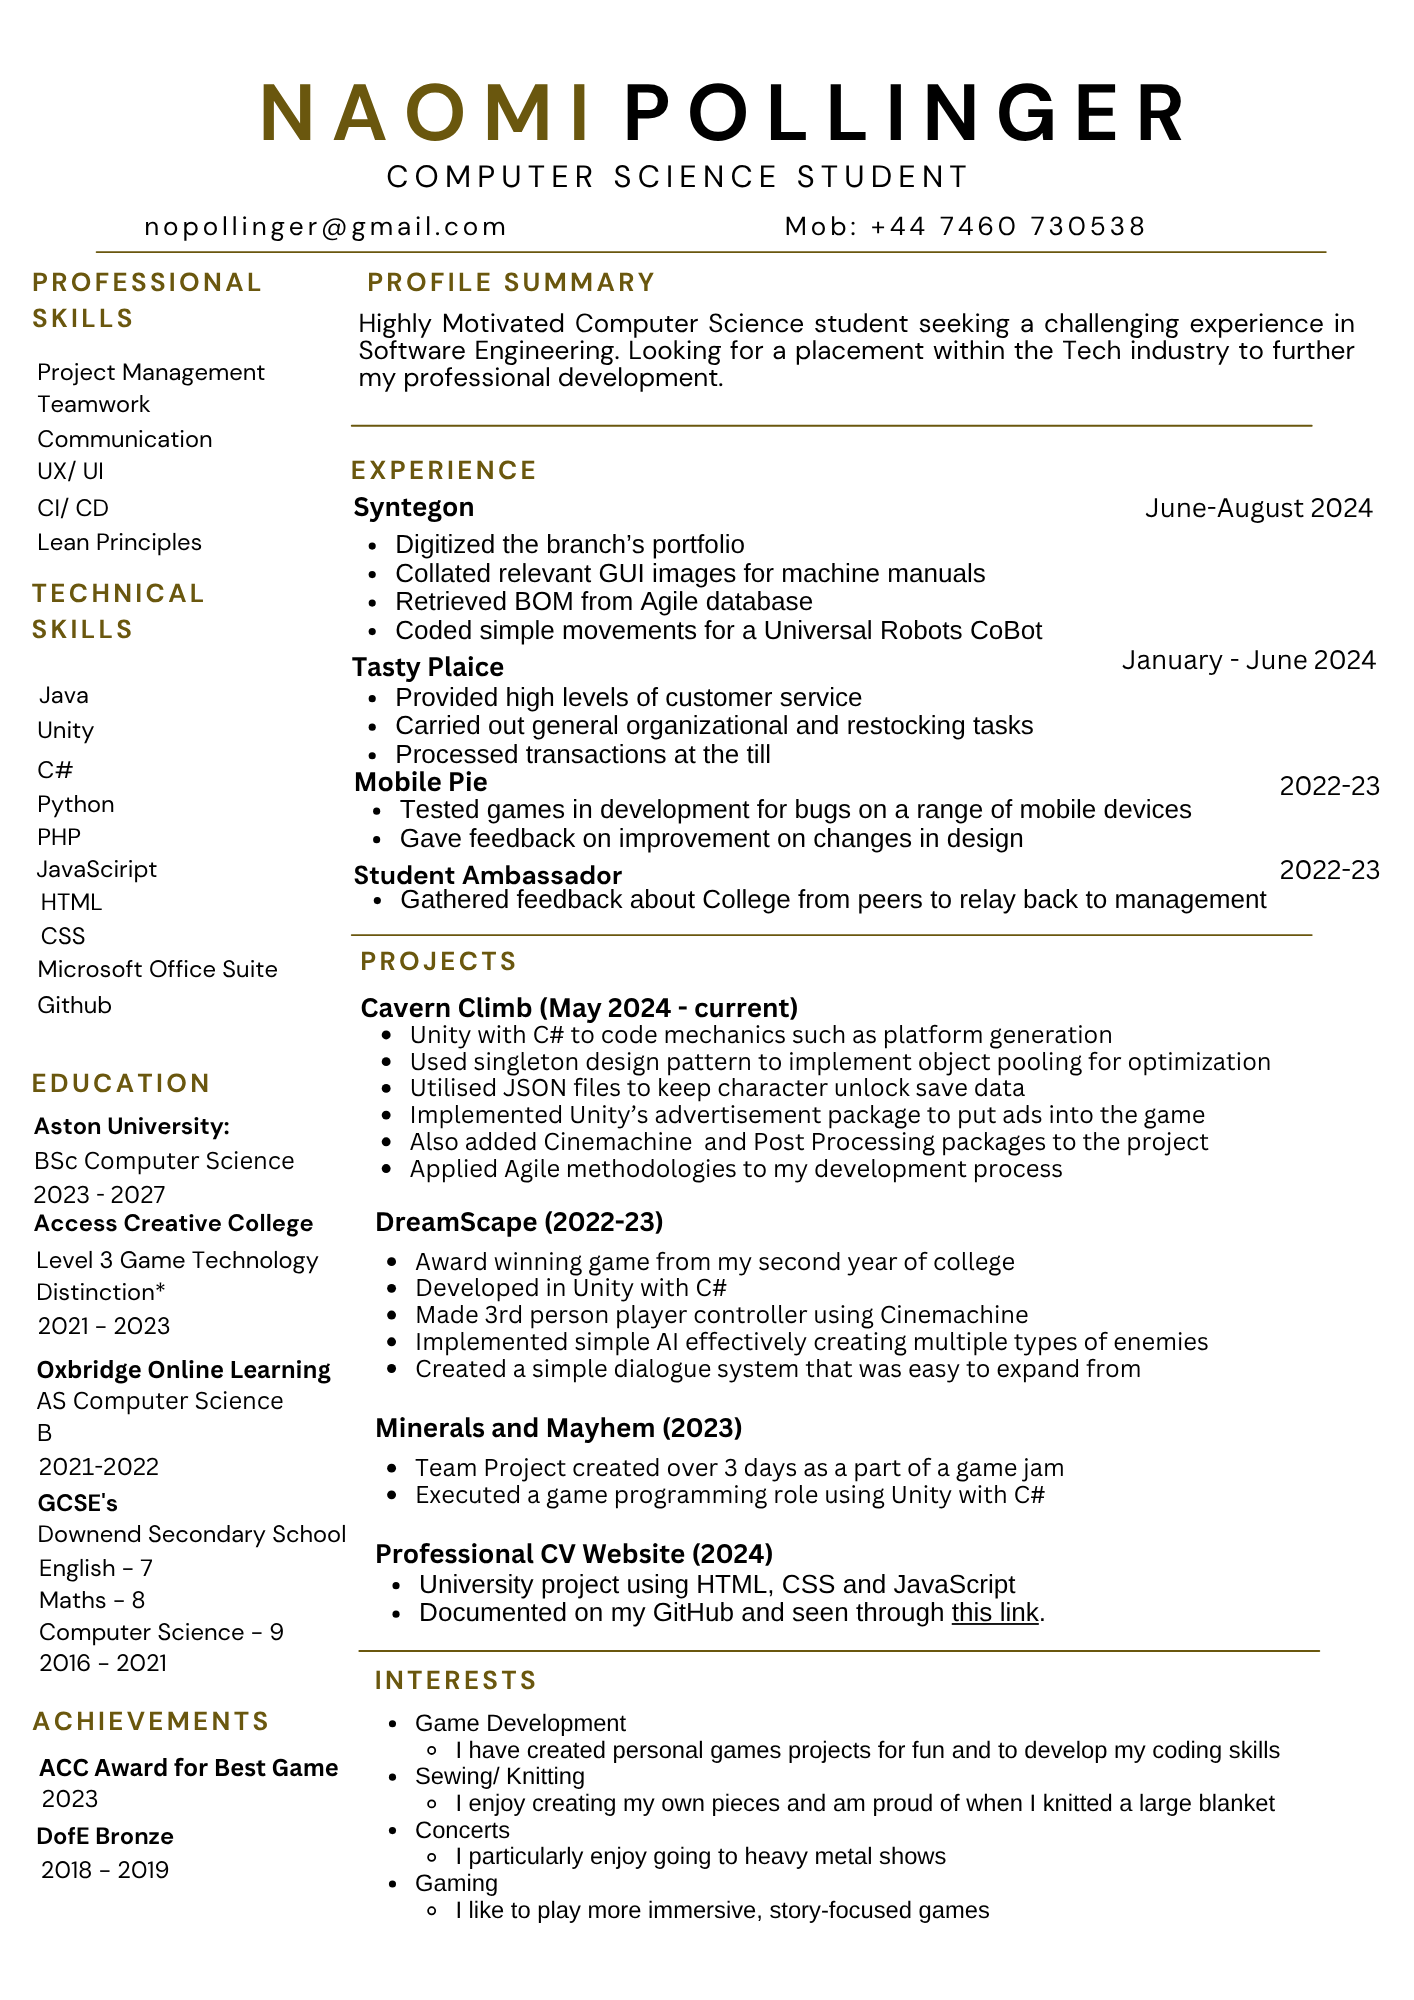 NAOMI POLLINGER
COMPUTER SCIENCE STUDENT
nopollinger@gmail.com Mob: +44 7460 730538
PROFESSIONAL
SKILLS
Project Management
Teamwork
Communication
UX/ UI
CI/ CD
Lean Principles
TECHNICAL
SKILLS
Java
Unity
C#
Python
PHP
JavaSciript
HTML
CSS
Microsoft Office Suite
Github
EDUCATION
Aston University:
BSc Computer Science
2023 - 2027
Access Creative College
Level 3 Game Technology
Distinction*
2021 – 2023
Oxbridge Online Learning
AS Computer Science
B
2021-2022
GCSE's
Downend Secondary School
English – 7
Maths – 8
Computer Science – 9
2016 – 2021
ACHIEVEMENTS
ACC Award for Best Game
2023
DofE Bronze
2018 – 2019
PROFILE SUMMARY
Highly Motivated Computer Science student seeking a challenging experience in
Software Engineering. Looking for a placement within the Tech industry to further
my professional development.
EXPERIENCE
Syntegon June-August 2024
• Digitized the branch’s portfolio
• Collated relevant GUI images for machine manuals
• Retrieved BOM from Agile database
• Coded simple movements for a Universal Robots CoBot
Tasty Plaice January - June 2024
• Provided high levels of customer service
• Carried out general organizational and restocking tasks
• Processed transactions at the till
Mobile Pie 2022-23
• Tested games in development for bugs on a range of mobile devices
• Gave feedback on improvement on changes in design
Student Ambassador 2022-23
• Gathered feedback about College from peers to relay back to management
PROJECTS
Cavern Climb (May 2024 - current)
• Unity with C# to code mechanics such as platform generation
• Used singleton design pattern to implement object pooling for optimization
• Utilised JSON files to keep character unlock save data
• Implemented Unity’s advertisement package to put ads into the game
• Also added Cinemachine and Post Processing packages to the project
• Applied Agile methodologies to my development process
DreamScape (2022-23)
• Award winning game from my second year of college
• Developed in Unity with C#
• Made 3rd person player controller using Cinemachine
• Implemented simple AI effectively creating multiple types of enemies
• Created a simple dialogue system that was easy to expand from
Minerals and Mayhem (2023)
• Team Project created over 3 days as a part of a game jam
• Executed a game programming role using Unity with C#
Professional CV Website (2024)
• University project using HTML, CSS and JavaScript
• Documented on my GitHub and seen through this link.
INTERESTS
• Game Development
◦ I have created personal games projects for fun and to develop my coding skills
• Sewing/ Knitting
◦ I enjoy creating my own pieces and am proud of when I knitted a large blanket
• Concerts
◦ I particularly enjoy going to heavy metal shows
• Gaming
◦ I like to play more immersive, story-focused games